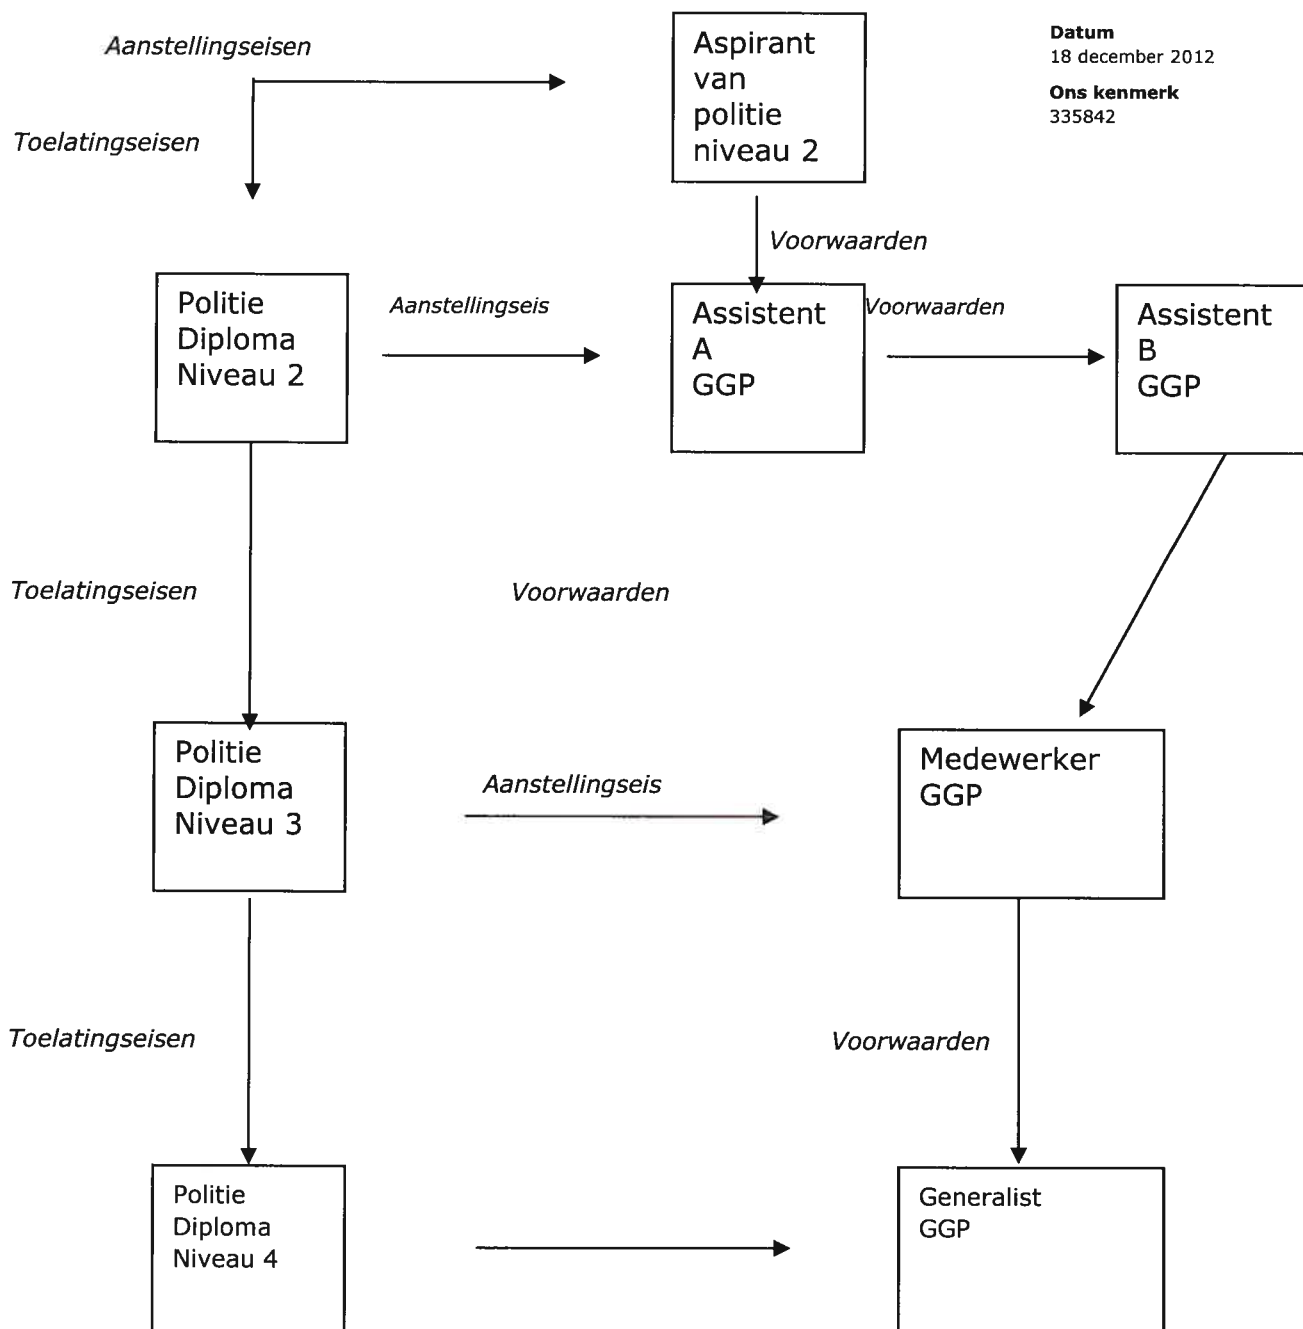 Aanstellingseisen
Toelatingseisen
Aspirant
van
politie
niveau 2
Datum
18 december 2012
Ons kenmerk
335842
Voorwaarden
Politie
Diploma
Niveau 2
Aanstellingseis
Assistent
A
GGP
Voorwaarden
Assistent
B
GGP
Toelatingseisen
Voorwaarden
Politie
Diploma
Niveau 3
Aanstellingseis
Medewerker
GGP
Toelatingseisen
Voorwaarden
Politie
Diploma
Niveau 4
Generalist
GGP